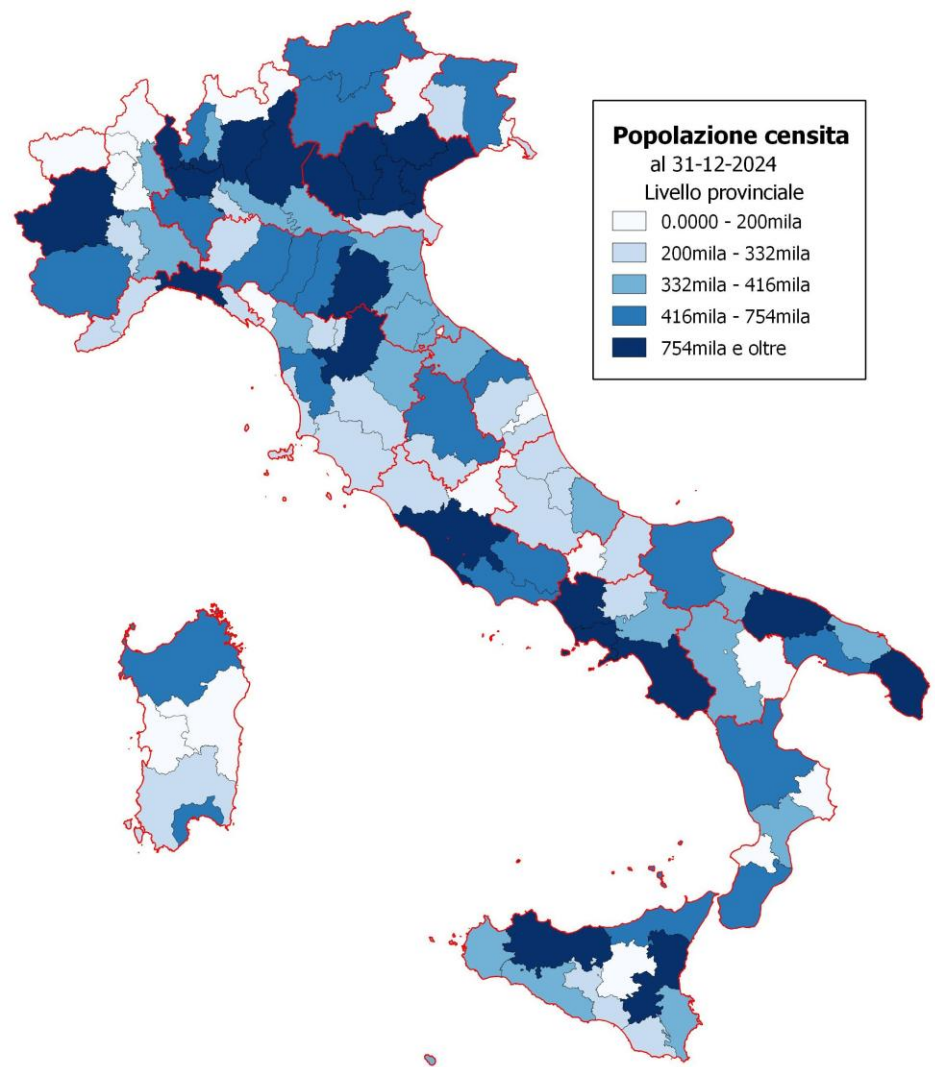 Popolazione censita
al 31-12-2024
Livello provinciale
0.0000 - 200mila
200mila - 332mila
332mila - 416mila
416mila - 754mila
754mila e oltre